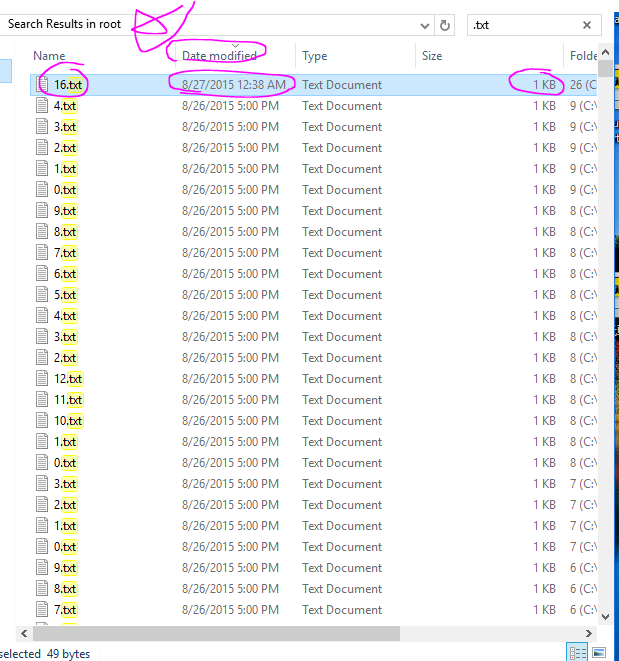 Search Results in root .txt
Name Date modified Type Size Folde
16.txt 8/27/2015 12:38 AM Text Document 1 KB 26 (C
4.txt 8/26/2015 5:00 PM Text Document 1 KB 9 (C:\
3.txt 8/26/2015 5:00 PM Text Document 1 KB 9 (C:\
2.txt 8/26/2015 5:00 PM Text Document 1 KB 9 (C:\
1.txt 8/26/2015 5:00 PM Text Document 1 KB 9 (C:\
0.txt 8/26/2015 5:00 PM Text Document 1 KB 9 (C:\
9.txt 8/26/2015 5:00 PM Text Document 1 KB 8 (C:\
8.txt 8/26/2015 5:00 PM Text Document 1 KB 8 (C:\
7.txt 8/26/2015 5:00 PM Text Document 1 KB 8 (C:\
6.txt 8/26/2015 5:00 PM Text Document 1 KB 8 (C:\
5.txt 8/26/2015 5:00 PM Text Document 1 KB 8 (C:\
4.txt 8/26/2015 5:00 PM Text Document 1 KB 8 (C:\
3.txt 8/26/2015 5:00 PM Text Document 1 KB 8 (C:\
2.txt 8/26/2015 5:00 PM Text Document 1 KB 8 (C:\
12.txt 8/26/2015 5:00 PM Text Document 1 KB 8 (C:\
11.txt 8/26/2015 5:00 PM Text Document 1 KB 8 (C:\
10.txt 8/26/2015 5:00 PM Text Document 1 KB 8 (C:\
1.txt 8/26/2015 5:00 PM Text Document 1 KB 8 (C:\
0.txt 8/26/2015 5:00 PM Text Document 1 KB 8 (C:\
3.txt 8/26/2015 5:00 PM Text Document 1 KB 7 (C:\
2.txt 8/26/2015 5:00 PM Text Document 1 KB 7 (C:\
1.txt 8/26/2015 5:00 PM Text Document 1 KB 7 (C:\
0.txt 8/26/2015 5:00 PM Text Document 1 KB 7 (C:\
9.txt 8/26/2015 5:00 PM Text Document 1 KB 6 (C:\
8.txt 8/26/2015 5:00 PM Text Document 1 KB 6 (C:\
7.txt 8/26/2015 5:00 PM Text Document 1 KB 6 (C:\
selected 49 bytes